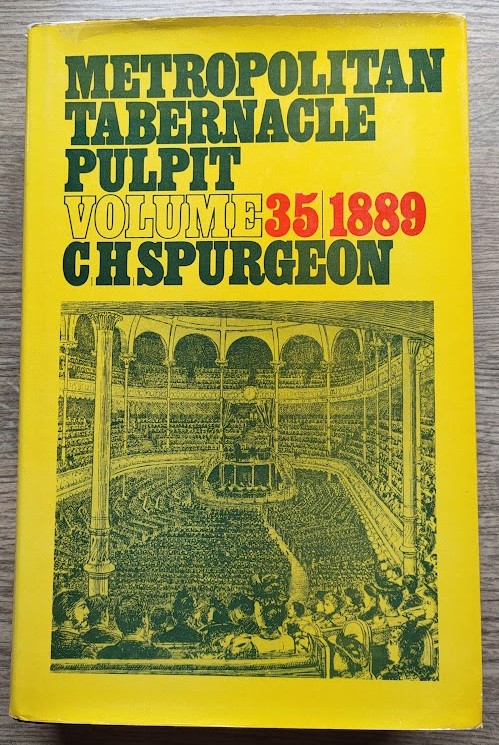 METROPOLITAN
TABERNACLE
PULPIT
VOLUME 35|1889
C|H|SPURGEON